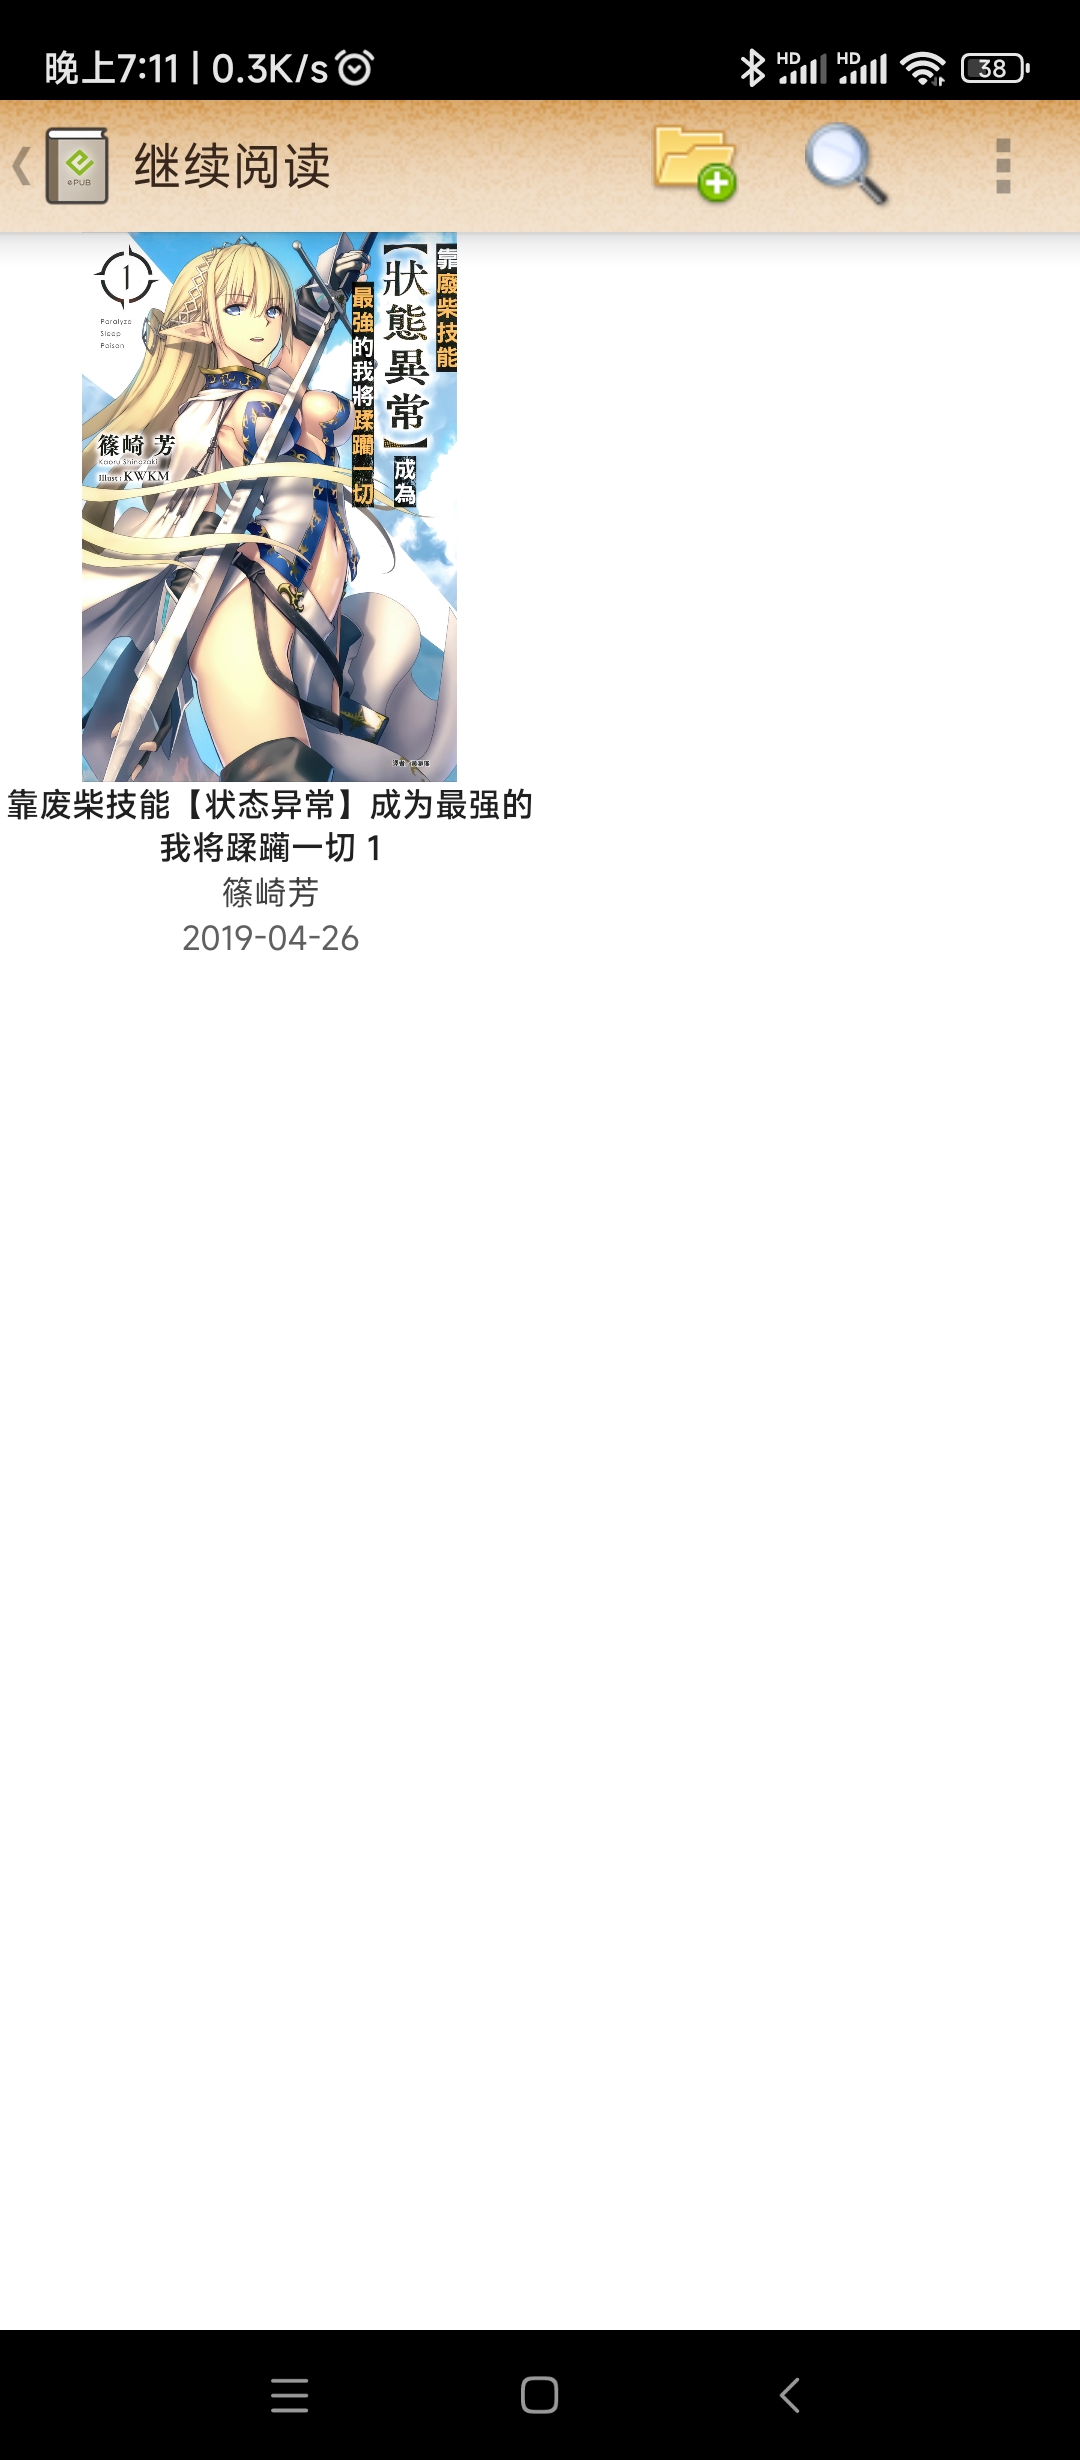 晚上7:11 | 0.3K/s
HD
HD
38
ePUB
继续阅读
1
Paralyze
Sleep
Poison
靠廢柴技能
【狀態異常】
成為
最強的我將蹂躪一切
篠崎 芳
Kaoru Shinozaki
Illust:KWKM
靠废柴技能【状态异常】成为最强的
我将蹂躏一切 1
篠崎芳
2019-04-26